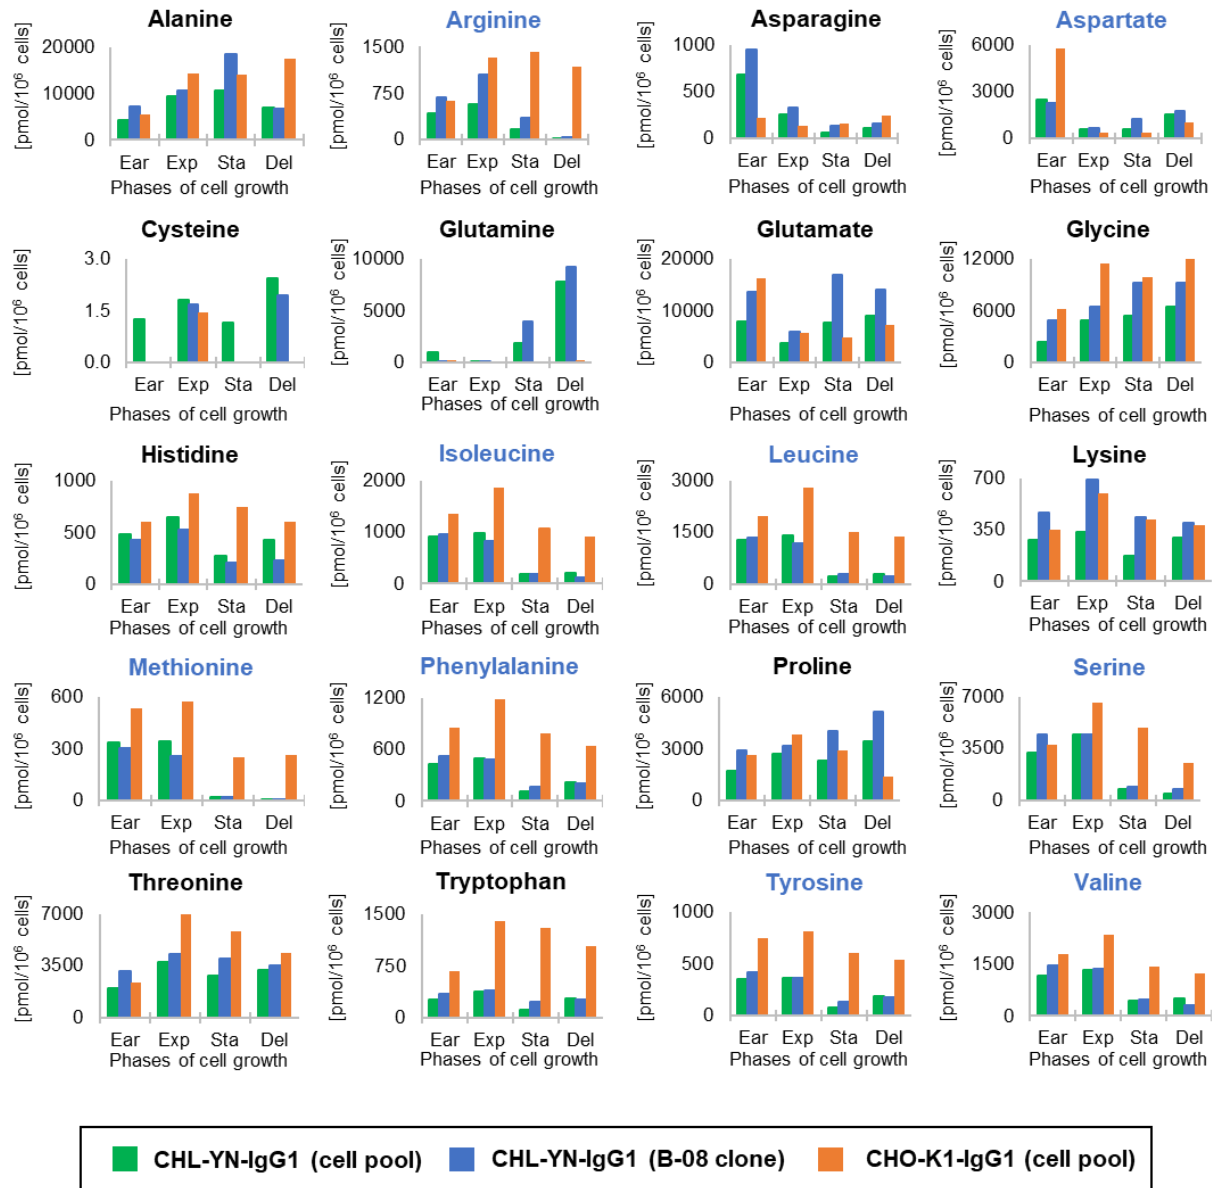 Alanine Arginine Asparagine Aspartate
[pmol/10⁶ cells] 20000 10000 0 Ear Exp Sta Del
Phases of cell growth
[pmol/10⁶ cells] 1500 750 0 Ear Exp Sta Del
Phases of cell growth
[pmol/10⁶ cells] 1000 500 0 Ear Exp Sta Del
Phases of cell growth
[pmol/10⁶ cells] 6000 3000 0 Ear Exp Sta Del
Phases of cell growth
Cysteine Glutamine Glutamate Glycine
[pmol/10⁶ cells] 3.0 1.5 0.0 Ear Exp Sta Del
Phases of cell growth
[pmol/10⁶ cells] 10000 5000 0 Ear Exp Sta Del
Phases of cell growth
[pmol/10⁶ cells] 20000 10000 0 Ear Exp Sta Del
Phases of cell growth
[pmol/10⁶ cells] 12000 6000 0 Ear Exp Sta Del
Phases of cell growth
Histidine Isoleucine Leucine Lysine
[pmol/10⁶ cells] 1000 500 0 Ear Exp Sta Del
Phases of cell growth
[pmol/10⁶ cells] 2000 1000 0 Ear Exp Sta Del
Phases of cell growth
[pmol/10⁶ cells] 3000 1500 0 Ear Exp Sta Del
Phases of cell growth
[pmol/10⁶ cells] 700 350 0 Ear Exp Sta Del
Phases of cell growth
Methionine Phenylalanine Proline Serine
[pmol/10⁶ cells] 600 300 0 Ear Exp Sta Del
Phases of cell growth
[pmol/10⁶ cells] 1200 600 0 Ear Exp Sta Del
Phases of cell growth
[pmol/10⁶ cells] 6000 3000 0 Ear Exp Sta Del
Phases of cell growth
[pmol/10⁶ cells] 7000 3500 0 Ear Exp Sta Del
Phases of cell growth
Threonine Tryptophan Tyrosine Valine
[pmol/10⁶ cells] 7000 3500 0 Ear Exp Sta Del
Phases of cell growth
[pmol/10⁶ cells] 1500 750 0 Ear Exp Sta Del
Phases of cell growth
[pmol/10⁶ cells] 1000 500 0 Ear Exp Sta Del
Phases of cell growth
[pmol/10⁶ cells] 3000 1500 0 Ear Exp Sta Del
Phases of cell growth
CHL-YN-IgG1 (cell pool) CHL-YN-IgG1 (B-08 clone) CHO-K1-IgG1 (cell pool)